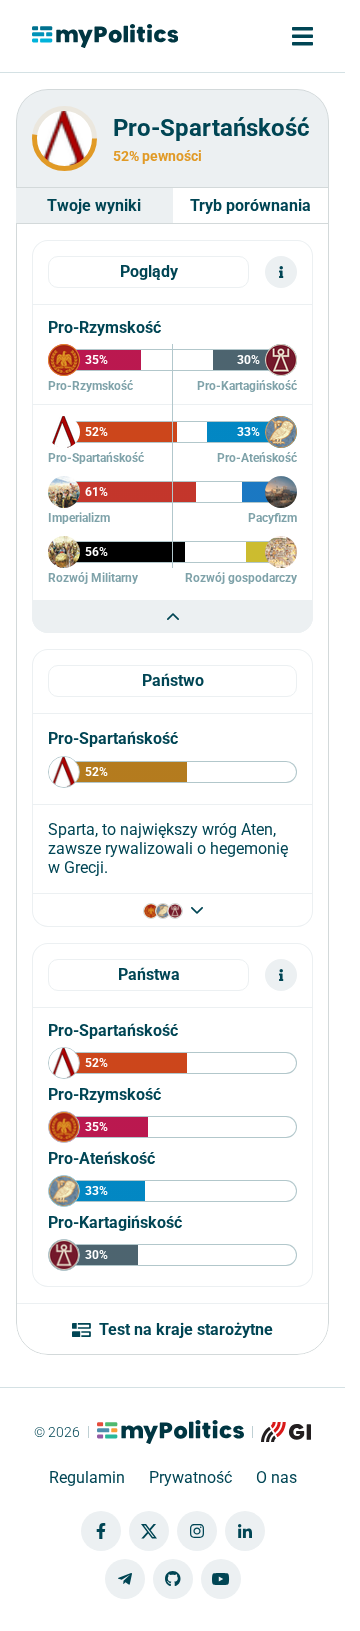 myPolitics
Pro-Spartańskość
52% pewności
Twoje wyniki
Tryb porównania
Poglądy
Pro-Rzymskość
35%
30%
Pro-Rzymskość
Pro-Kartagińskość
52%
33%
Pro-Spartańskość
Pro-Ateńskość
61%
Imperializm
Pacyfizm
56%
Rozwój Militarny
Rozwój gospodarczy
Państwo
Pro-Spartańskość
52%
Sparta, to największy wróg Aten,
zawsze rywalizowali o hegemonię
w Grecji.
Państwa
Pro-Spartańskość
52%
Pro-Rzymskość
35%
Pro-Ateńskość
33%
Pro-Kartagińskość
30%
Test na kraje starożytne
© 2026
myPolitics
GI
Regulamin
Prywatność
O nas